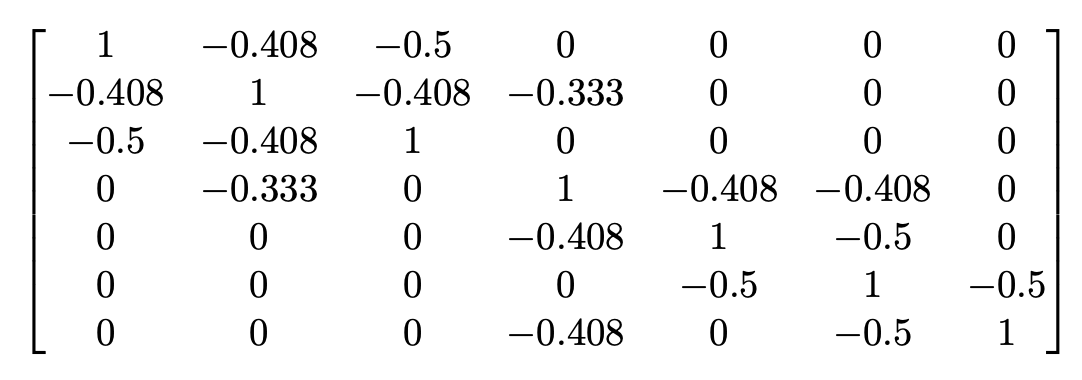 1 −0.408 −0.5 0 0 0 0
−0.408 1 −0.408 −0.333 0 0 0
−0.5 −0.408 1 0 0 0 0
0 −0.333 0 1 −0.408 −0.408 0
0 0 0 −0.408 1 −0.5 0
0 0 0 0 −0.5 1 −0.5
0 0 0 −0.408 0 −0.5 1